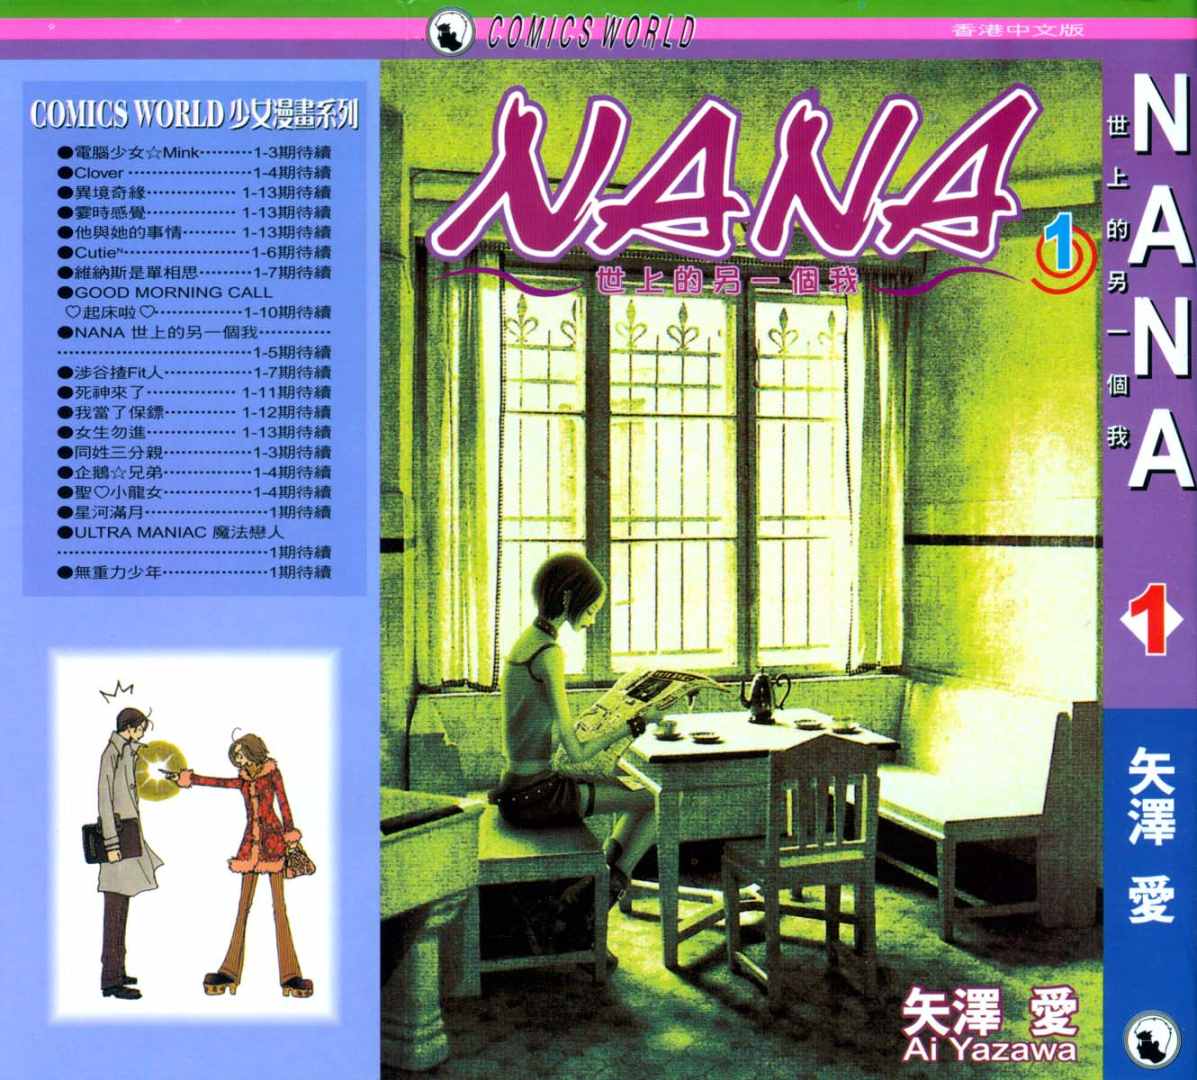 COMICS WORLD
香港中文版
COMICS WORLD 少女漫畫系列
●電腦少女☆Mink………1-3期待續
●Clover …………………1-4期待續
●異境奇緣…………… 1-13期待續
●霎時感覺…………… 1-13期待續
●他與她的事情……… 1-13期待續
●Cutie…………………1-6期待續
●維納斯是單相思………1-7期待續
●GOOD MORNING CALL
♡起床啦♡……………1-10期待續
●NANA 世上的另一個我…………
……………………………1-5期待續
●涉谷揸Fit人……………1-7期待續
●死神來了…………… 1-11期待續
●我當了保鏢………… 1-12期待續
●女生勿進…………… 1-13期待續
●同姓三分親……………1-3期待續
●企鵝☆兄弟……………1-4期待續
●聖♡小龍女……………1-4期待續
●星河滿月…………………1期待續
●ULTRA MANIAC 魔法戀人
………………………………1期待續
●無重力少年………………1期待續
NANA
1
世上的另一個我
矢澤 愛
Ai Yazawa
NANA
世上的另一個我
1
矢澤 愛